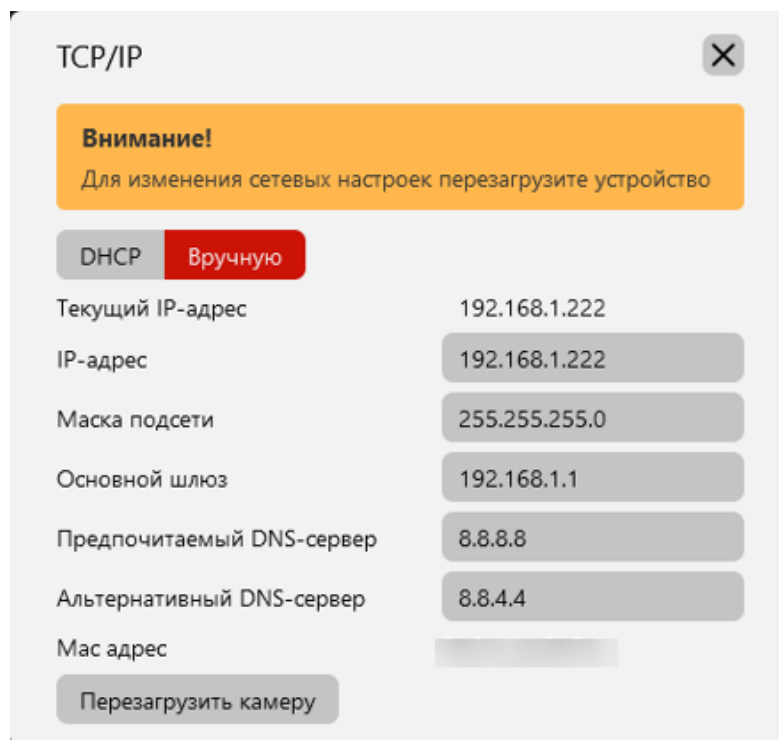 TCP/IP
Внимание!
Для изменения сетевых настроек перезагрузите устройство
DHCP Вручную
Текущий IP-адрес 192.168.1.222
IP-адрес 192.168.1.222
Маска подсети 255.255.255.0
Основной шлюз 192.168.1.1
Предпочитаемый DNS-сервер 8.8.8.8
Альтернативный DNS-сервер 8.8.4.4
Мас адрес
Перезагрузить камеру